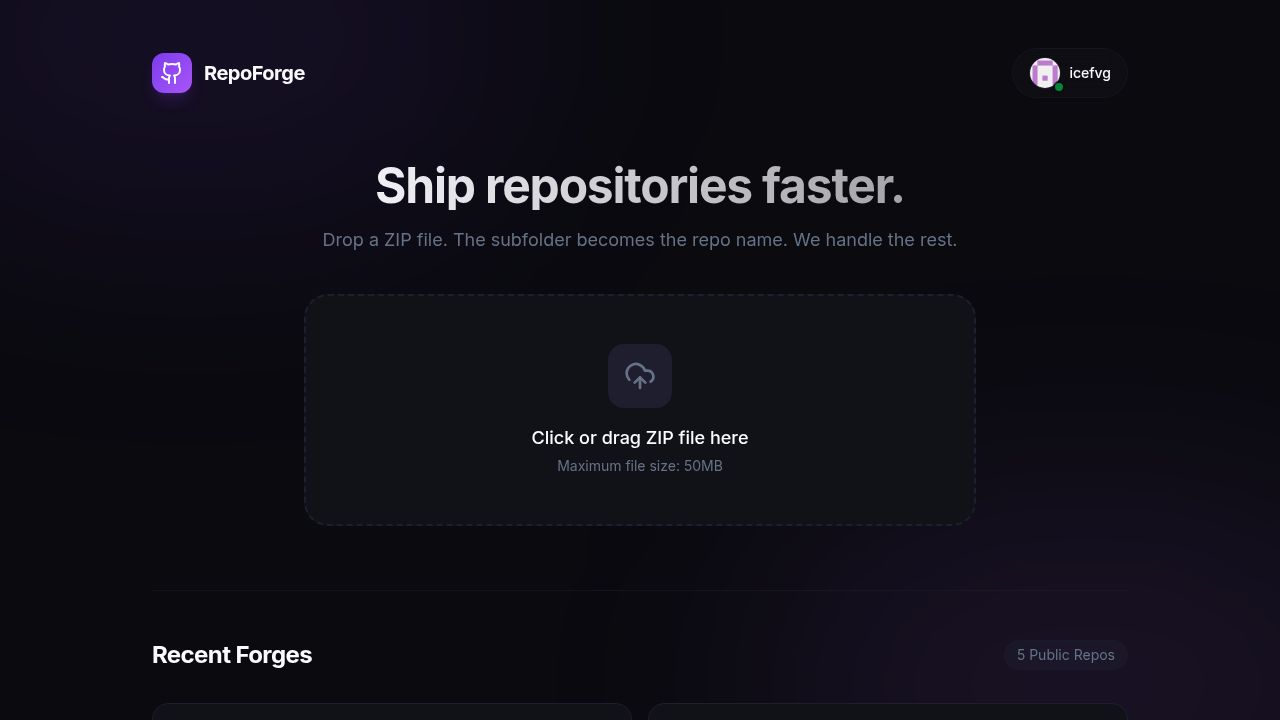 RepoForge
icefvg
Ship repositories faster.
Drop a ZIP file. The subfolder becomes the repo name. We handle the rest.
Click or drag ZIP file here
Maximum file size: 50MB
Recent Forges
5 Public Repos